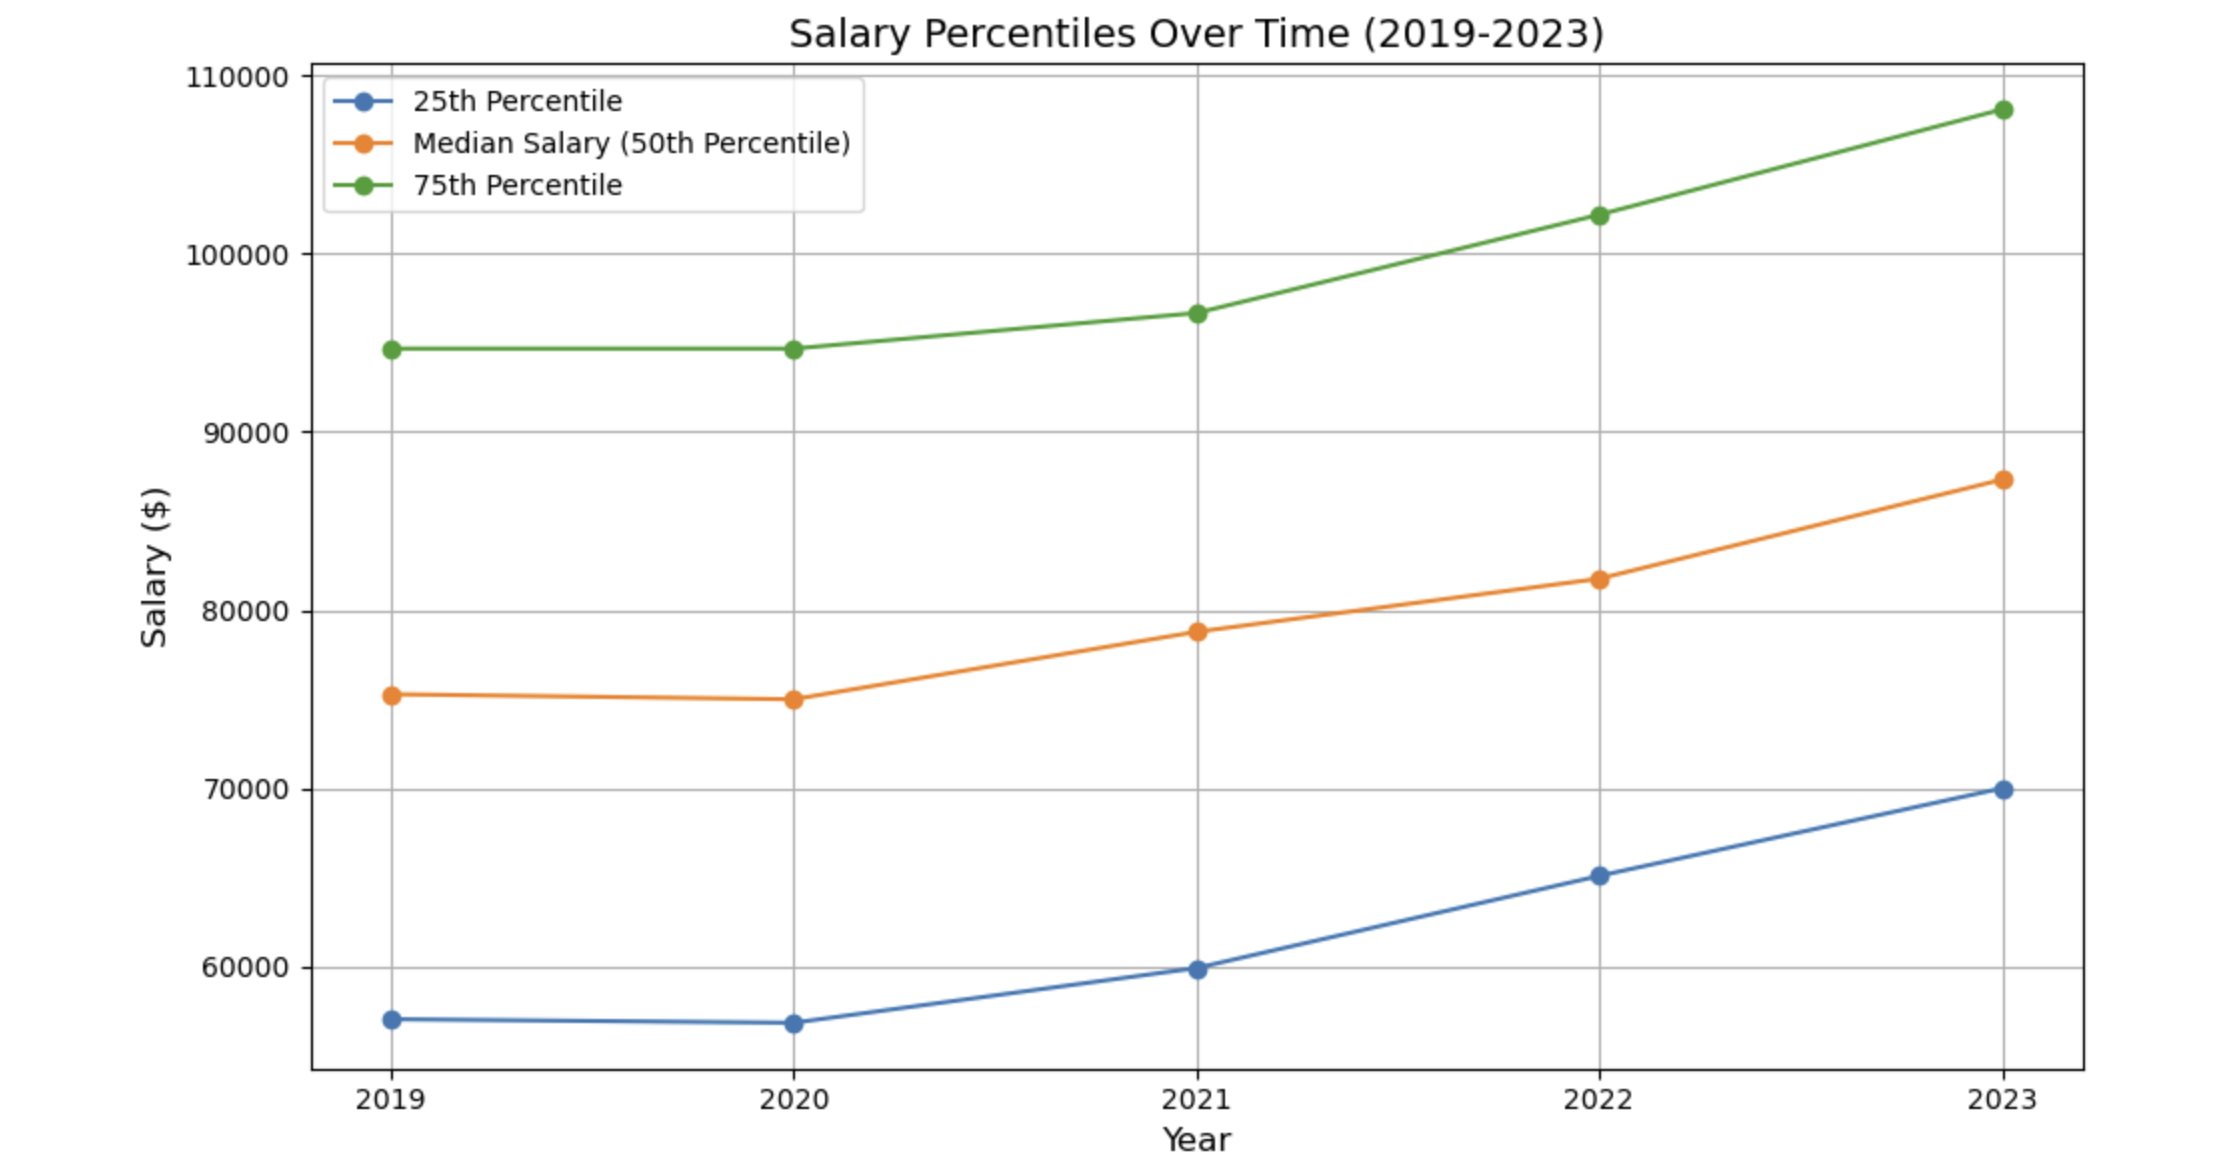 Salary Percentiles Over Time (2019-2023)
25th Percentile
Median Salary (50th Percentile)
75th Percentile
Salary ($)
110000
100000
90000
80000
70000
60000
2019 2020 2021 2022 2023
Year